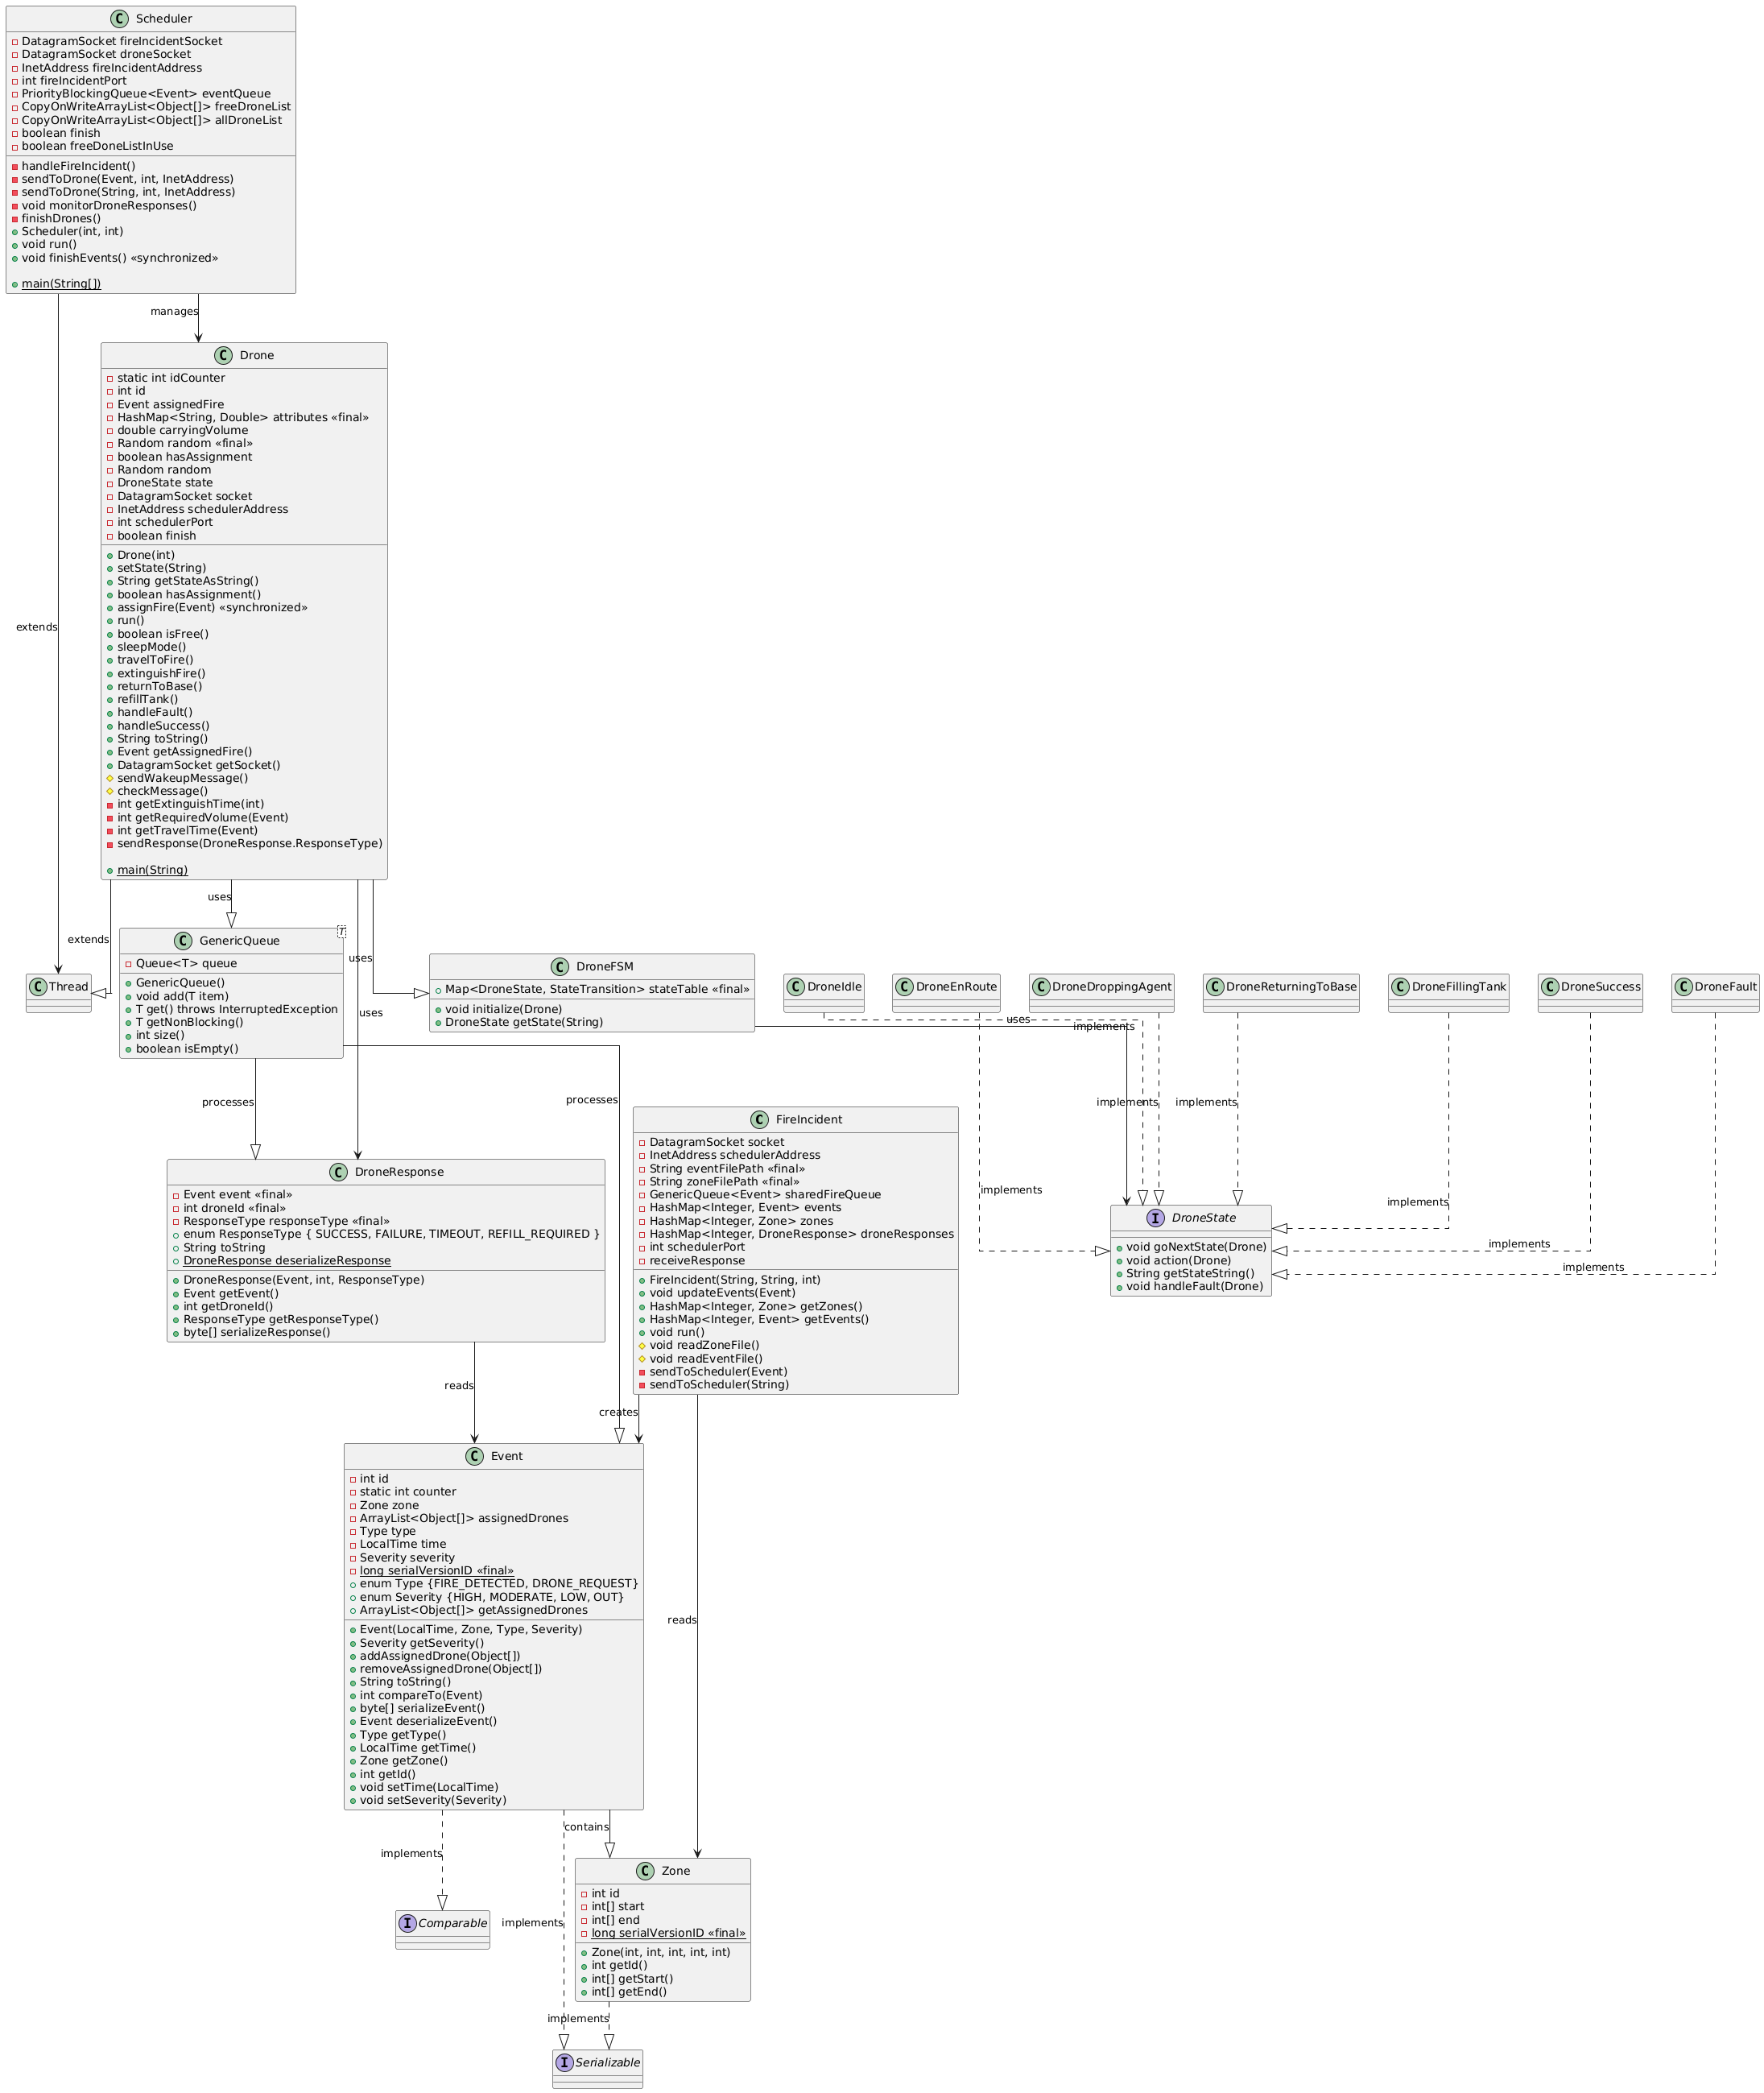 C Scheduler
DatagramSocket fireIncidentSocket
DatagramSocket droneSocket
InetAddress fireIncidentAddress
int fireIncidentPort
PriorityBlockingQueue<Event> eventQueue
CopyOnWriteArrayList<Object[]> freeDroneList
CopyOnWriteArrayList<Object[]> allDroneList
boolean finish
boolean freeDoneListInUse
handleFireIncident()
sendToDrone(Event, int, InetAddress)
sendToDrone(String, int, InetAddress)
void monitorDroneResponses()
finishDrones()
Scheduler(int, int)
void run()
void finishEvents() «synchronized»
main(String[])
manages
extends
C Drone
static int idCounter
int id
Event assignedFire
HashMap<String, Double> attributes «final»
double carryingVolume
Random random «final»
boolean hasAssignment
Random random
DroneState state
DatagramSocket socket
InetAddress schedulerAddress
int schedulerPort
boolean finish
Drone(int)
setState(String)
String getStateAsString()
boolean hasAssignment()
assignFire(Event) «synchronized»
run()
boolean isFree()
sleepMode()
travelToFire()
extinguishFire()
returnToBase()
refillTank()
handleFault()
handleSuccess()
String toString()
Event getAssignedFire()
DatagramSocket getSocket()
sendWakeupMessage()
checkMessage()
int getExtinguishTime(int)
int getRequiredVolume(Event)
int getTravelTime(Event)
sendResponse(DroneResponse.ResponseType)
main(String)
uses
extends
uses
uses
C Thread
C GenericQueue
T
Queue<T> queue
GenericQueue()
void add(T item)
T get() throws InterruptedException
T getNonBlocking()
int size()
boolean isEmpty()
C DroneFSM
Map<DroneState, StateTransition> stateTable «final»
void initialize(Drone)
DroneState getState(String)
C DroneIdle
C DroneEnRoute
C DroneDroppingAgent
C DroneReturningToBase
C DroneFillingTank
C DroneSuccess
C DroneFault
uses
implements
processes
processes
implements
implements
implements
implements
implements
implements
C FireIncident
DatagramSocket socket
InetAddress schedulerAddress
String eventFilePath «final»
String zoneFilePath «final»
GenericQueue<Event> sharedFireQueue
HashMap<Integer, Event> events
HashMap<Integer, Zone> zones
HashMap<Integer, DroneResponse> droneResponses
int schedulerPort
receiveResponse
FireIncident(String, String, int)
void updateEvents(Event)
HashMap<Integer, Zone> getZones()
HashMap<Integer, Event> getEvents()
void run()
void readZoneFile()
void readEventFile()
sendToScheduler(Event)
sendToScheduler(String)
C DroneResponse
Event event «final»
int droneId «final»
ResponseType responseType «final»
enum ResponseType { SUCCESS, FAILURE, TIMEOUT, REFILL_REQUIRED }
String toString
DroneResponse deserializeResponse
DroneResponse(Event, int, ResponseType)
Event getEvent()
int getDroneId()
ResponseType getResponseType()
byte[] serializeResponse()
I DroneState
void goNextState(Drone)
void action(Drone)
String getStateString()
void handleFault(Drone)
reads
creates
reads
C Event
int id
static int counter
Zone zone
ArrayList<Object[]> assignedDrones
Type type
LocalTime time
Severity severity
long serialVersionID «final»
enum Type {FIRE_DETECTED, DRONE_REQUEST}
enum Severity {HIGH, MODERATE, LOW, OUT}
ArrayList<Object[]> getAssignedDrones
Event(LocalTime, Zone, Type, Severity)
Severity getSeverity()
addAssignedDrone(Object[])
removeAssignedDrone(Object[])
String toString()
int compareTo(Event)
byte[] serializeEvent()
Event deserializeEvent()
Type getType()
LocalTime getTime()
Zone getZone()
int getId()
void setTime(LocalTime)
void setSeverity(Severity)
contains
implements
implements
C Zone
int id
int[] start
int[] end
long serialVersionID «final»
Zone(int, int, int, int, int)
int getId()
int[] getStart()
int[] getEnd()
I Comparable
implements
I Serializable